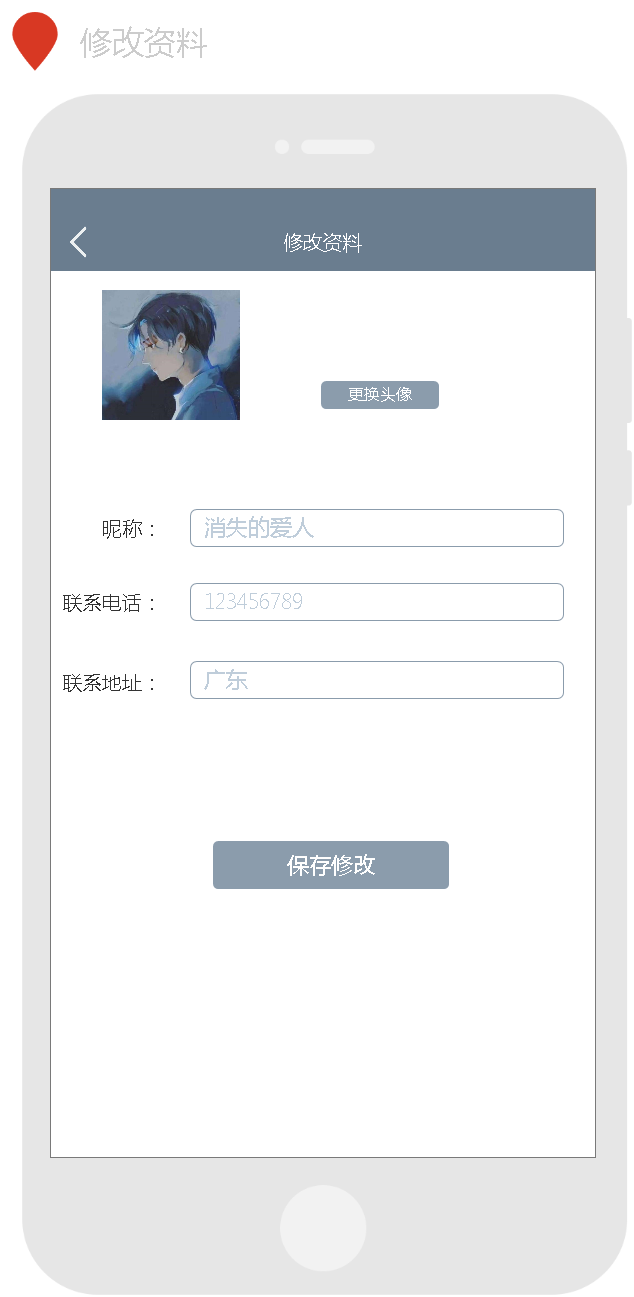 修改资料
修改资料
更换头像
昵称：
消失的爱人
联系电话：
123456789
联系地址：
广东
保存修改